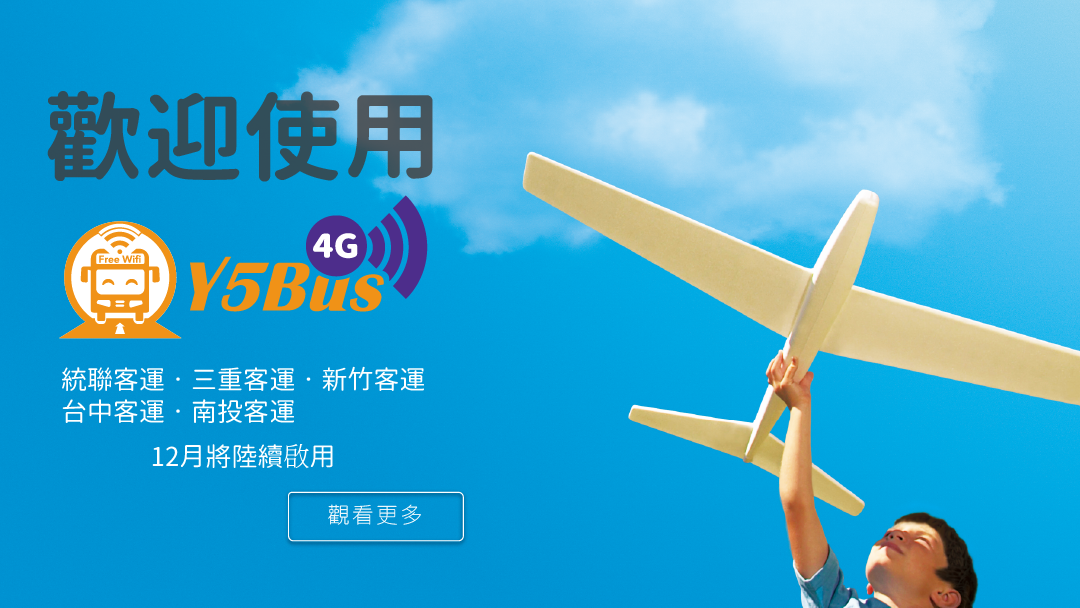 歡迎使用
4G
Free Wifi
Y5Bus
統聯客運 · 三重客運 · 新竹客運
台中客運 · 南投客運
12月將陸續啟用
觀看更多